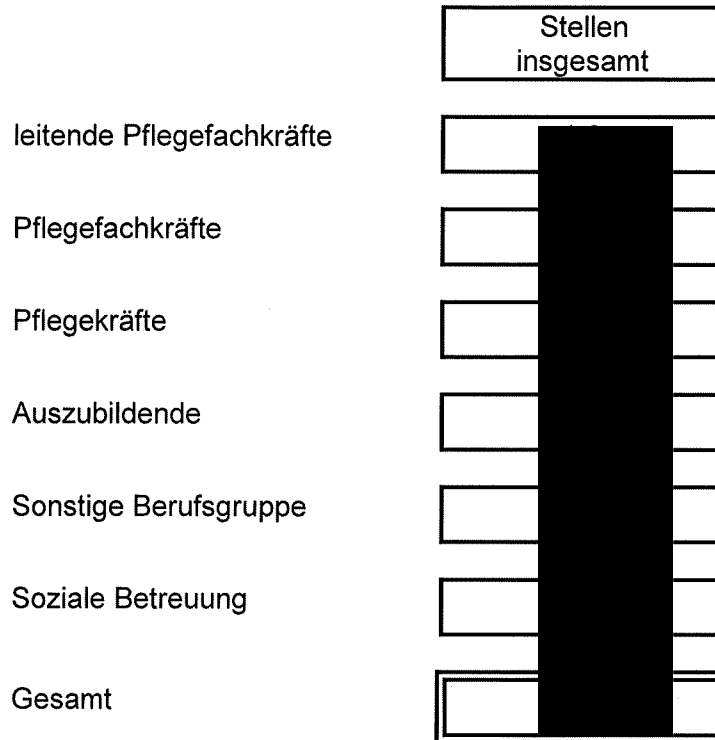 Stellen
insgesamt
leitende Pflegefachkräfte
Pflegefachkräfte
Pflegekräfte
Auszubildende
Sonstige Berufsgruppe
Soziale Betreuung
Gesamt